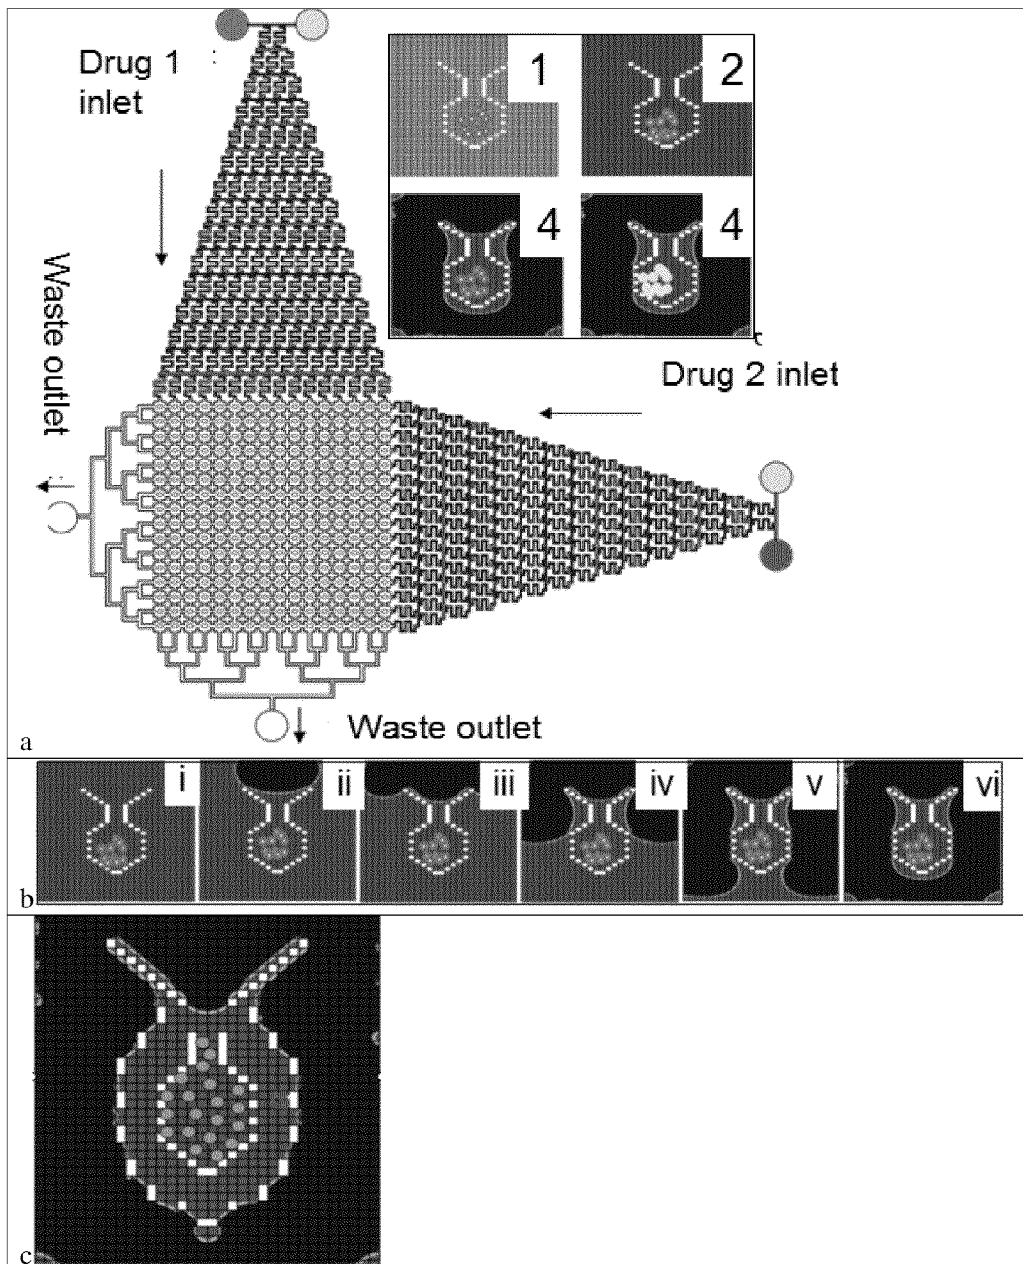 Drug 1
inlet
1
2
4
4
Waste outlet
Drug 2 inlet
Waste outlet
a
i
ii
iii
iv
v
vi
b
c